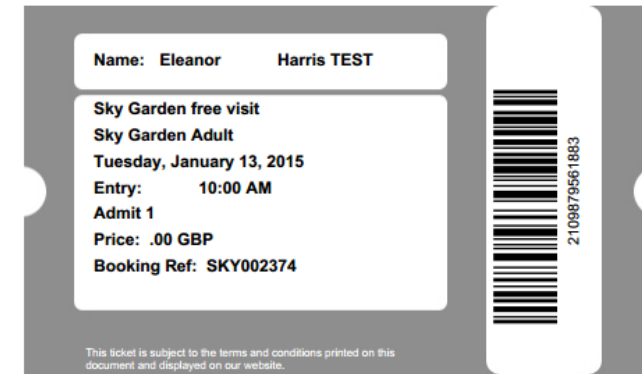 Name: Eleanor Harris TEST
Sky Garden free visit
Sky Garden Adult
Tuesday, January 13, 2015
Entry: 10:00 AM
Admit 1
Price: .00 GBP
Booking Ref: SKY002374
This ticket is subject to the terms and conditions printed on this
document and displayed on our website.
2109879561883